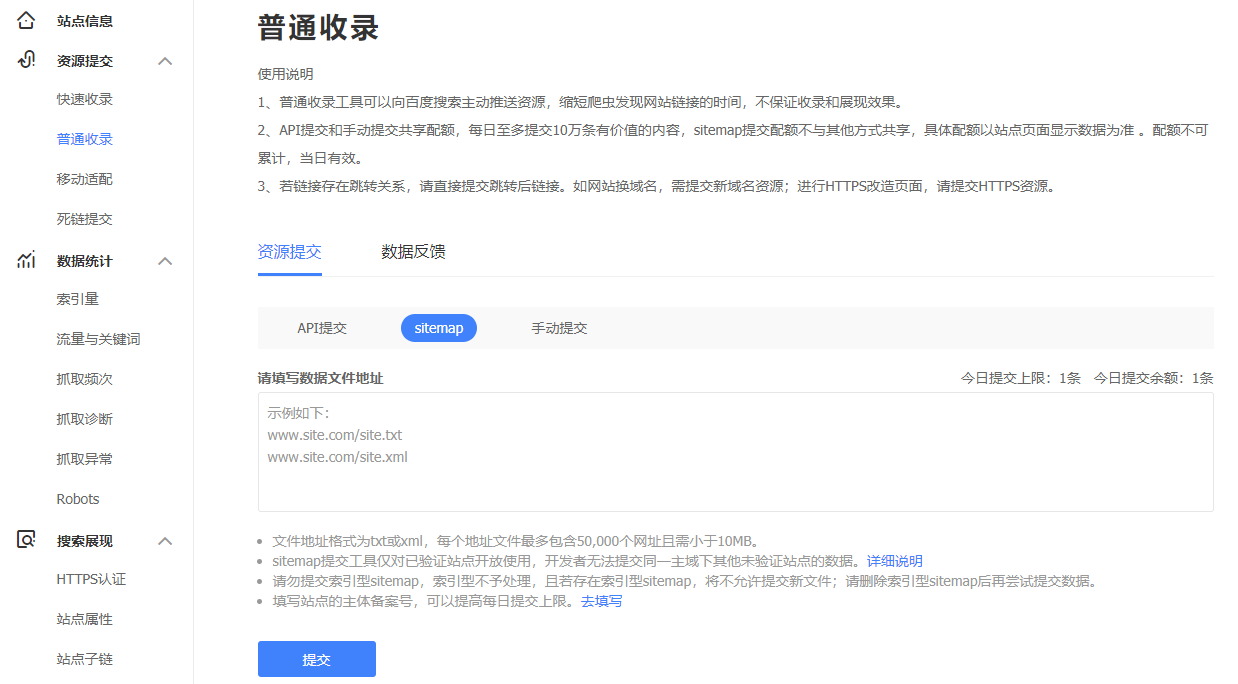 站点信息
资源提交
快速收录
普通收录
移动适配
死链提交
数据统计
索引量
流量与关键词
抓取频次
抓取诊断
抓取异常
Robots
搜索展现
HTTPS认证
站点属性
站点子链
普通收录
使用说明
1、普通收录工具可以向百度搜索主动推送资源，缩短爬虫发现网站链接的时间，不保证收录和展现效果。
2、API提交和手动提交共享配额，每日至多提交10万条有价值的内容，sitemap提交配额不与其他方式共享，具体配额以站点页面显示数据为准 。配额不可
累计，当日有效。
3、若链接存在跳转关系，请直接提交跳转后链接。如网站换域名，需提交新域名资源；进行HTTPS改造页面，请提交HTTPS资源。
资源提交 数据反馈
API提交 sitemap 手动提交
请填写数据文件地址 今日提交上限：1条 今日提交余额：1条
示例如下：
www.site.com/site.txt
www.site.com/site.xml
文件地址格式为txt或xml，每个地址文件最多包含50,000个网址且需小于10MB。
sitemap提交工具仅对已验证站点开放使用，开发者无法提交同一主域下其他未验证站点的数据。详细说明
请勿提交索引型sitemap，索引型不予处理，且若存在索引型sitemap，将不允许提交新文件；请删除索引型sitemap后再尝试提交数据。
填写站点的主体备案号，可以提高每日提交上限。去填写
提交